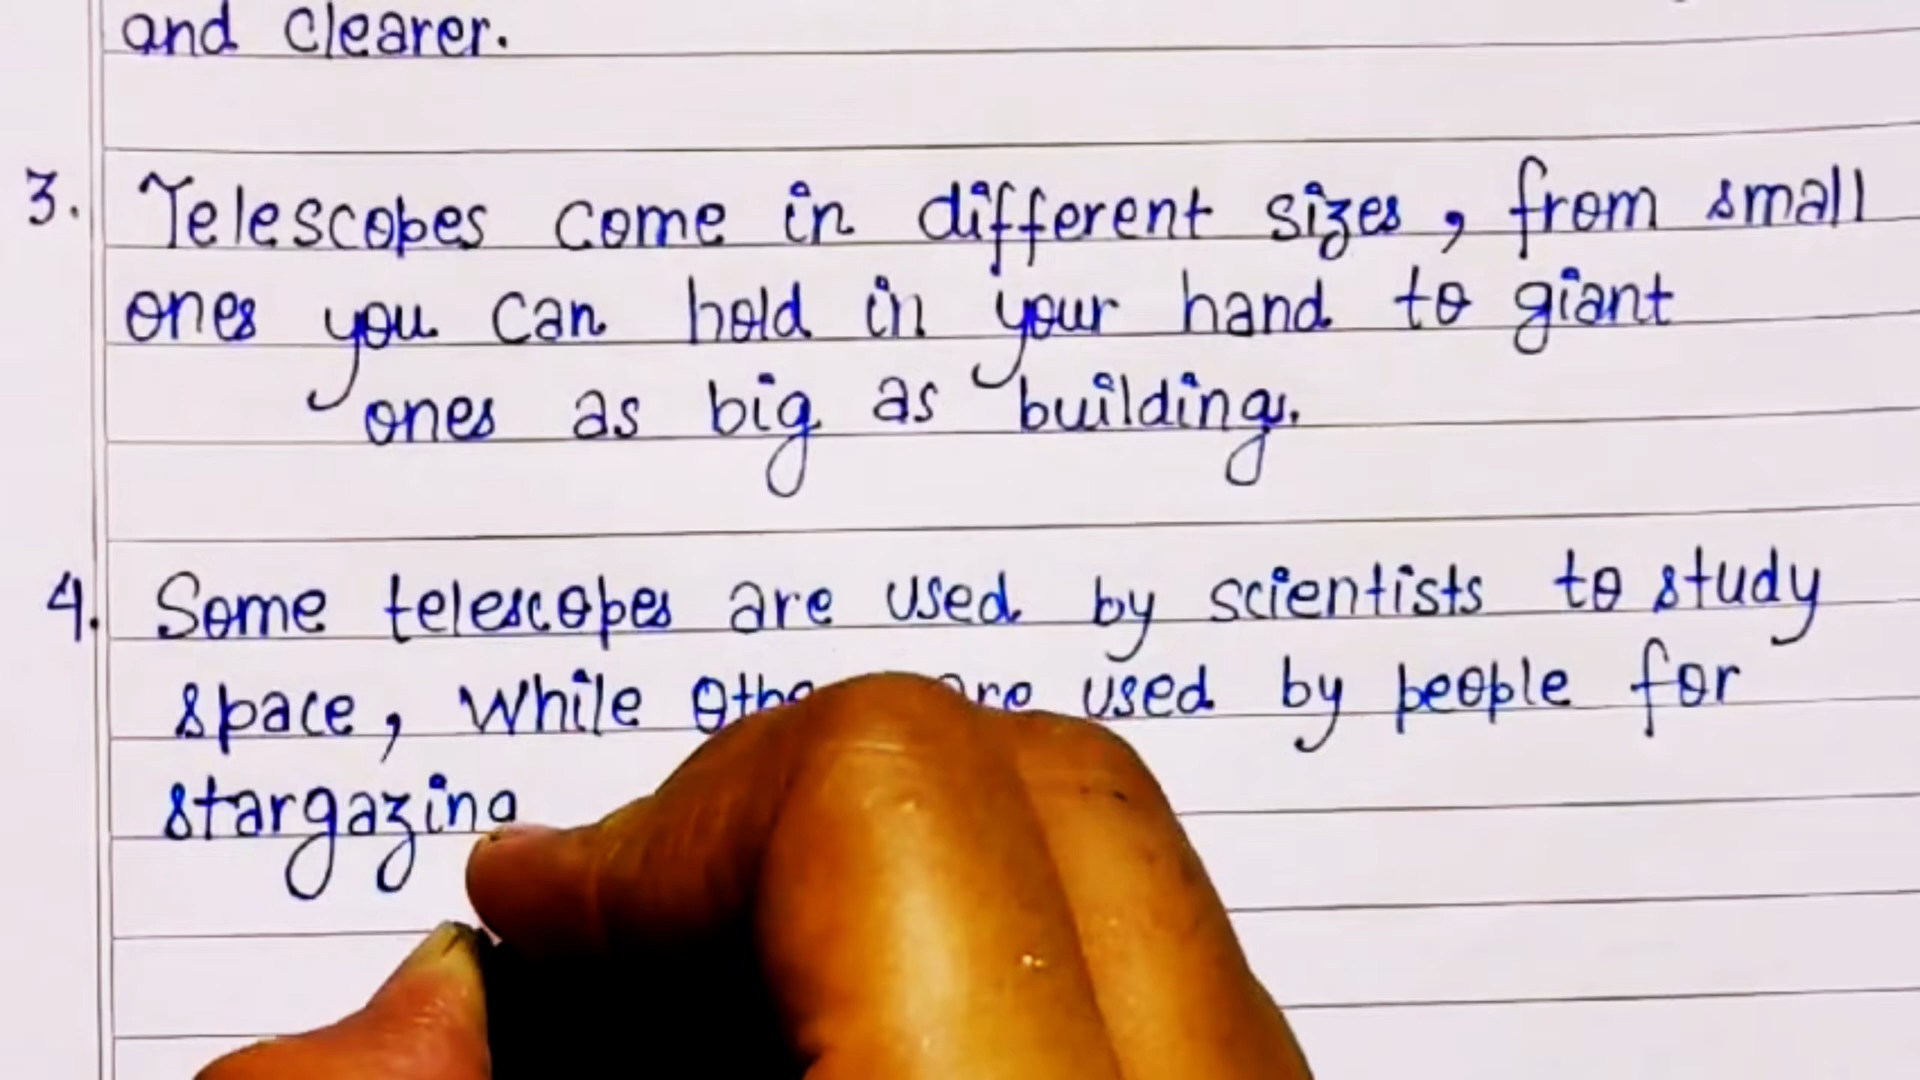 and clearer.
3. Telescopes come in different sizes, from small
ones you can hold in your hand to giant
ones as big as building.
4. Some telescopes are used by scientists to study
space, while are used by people for
stargazing